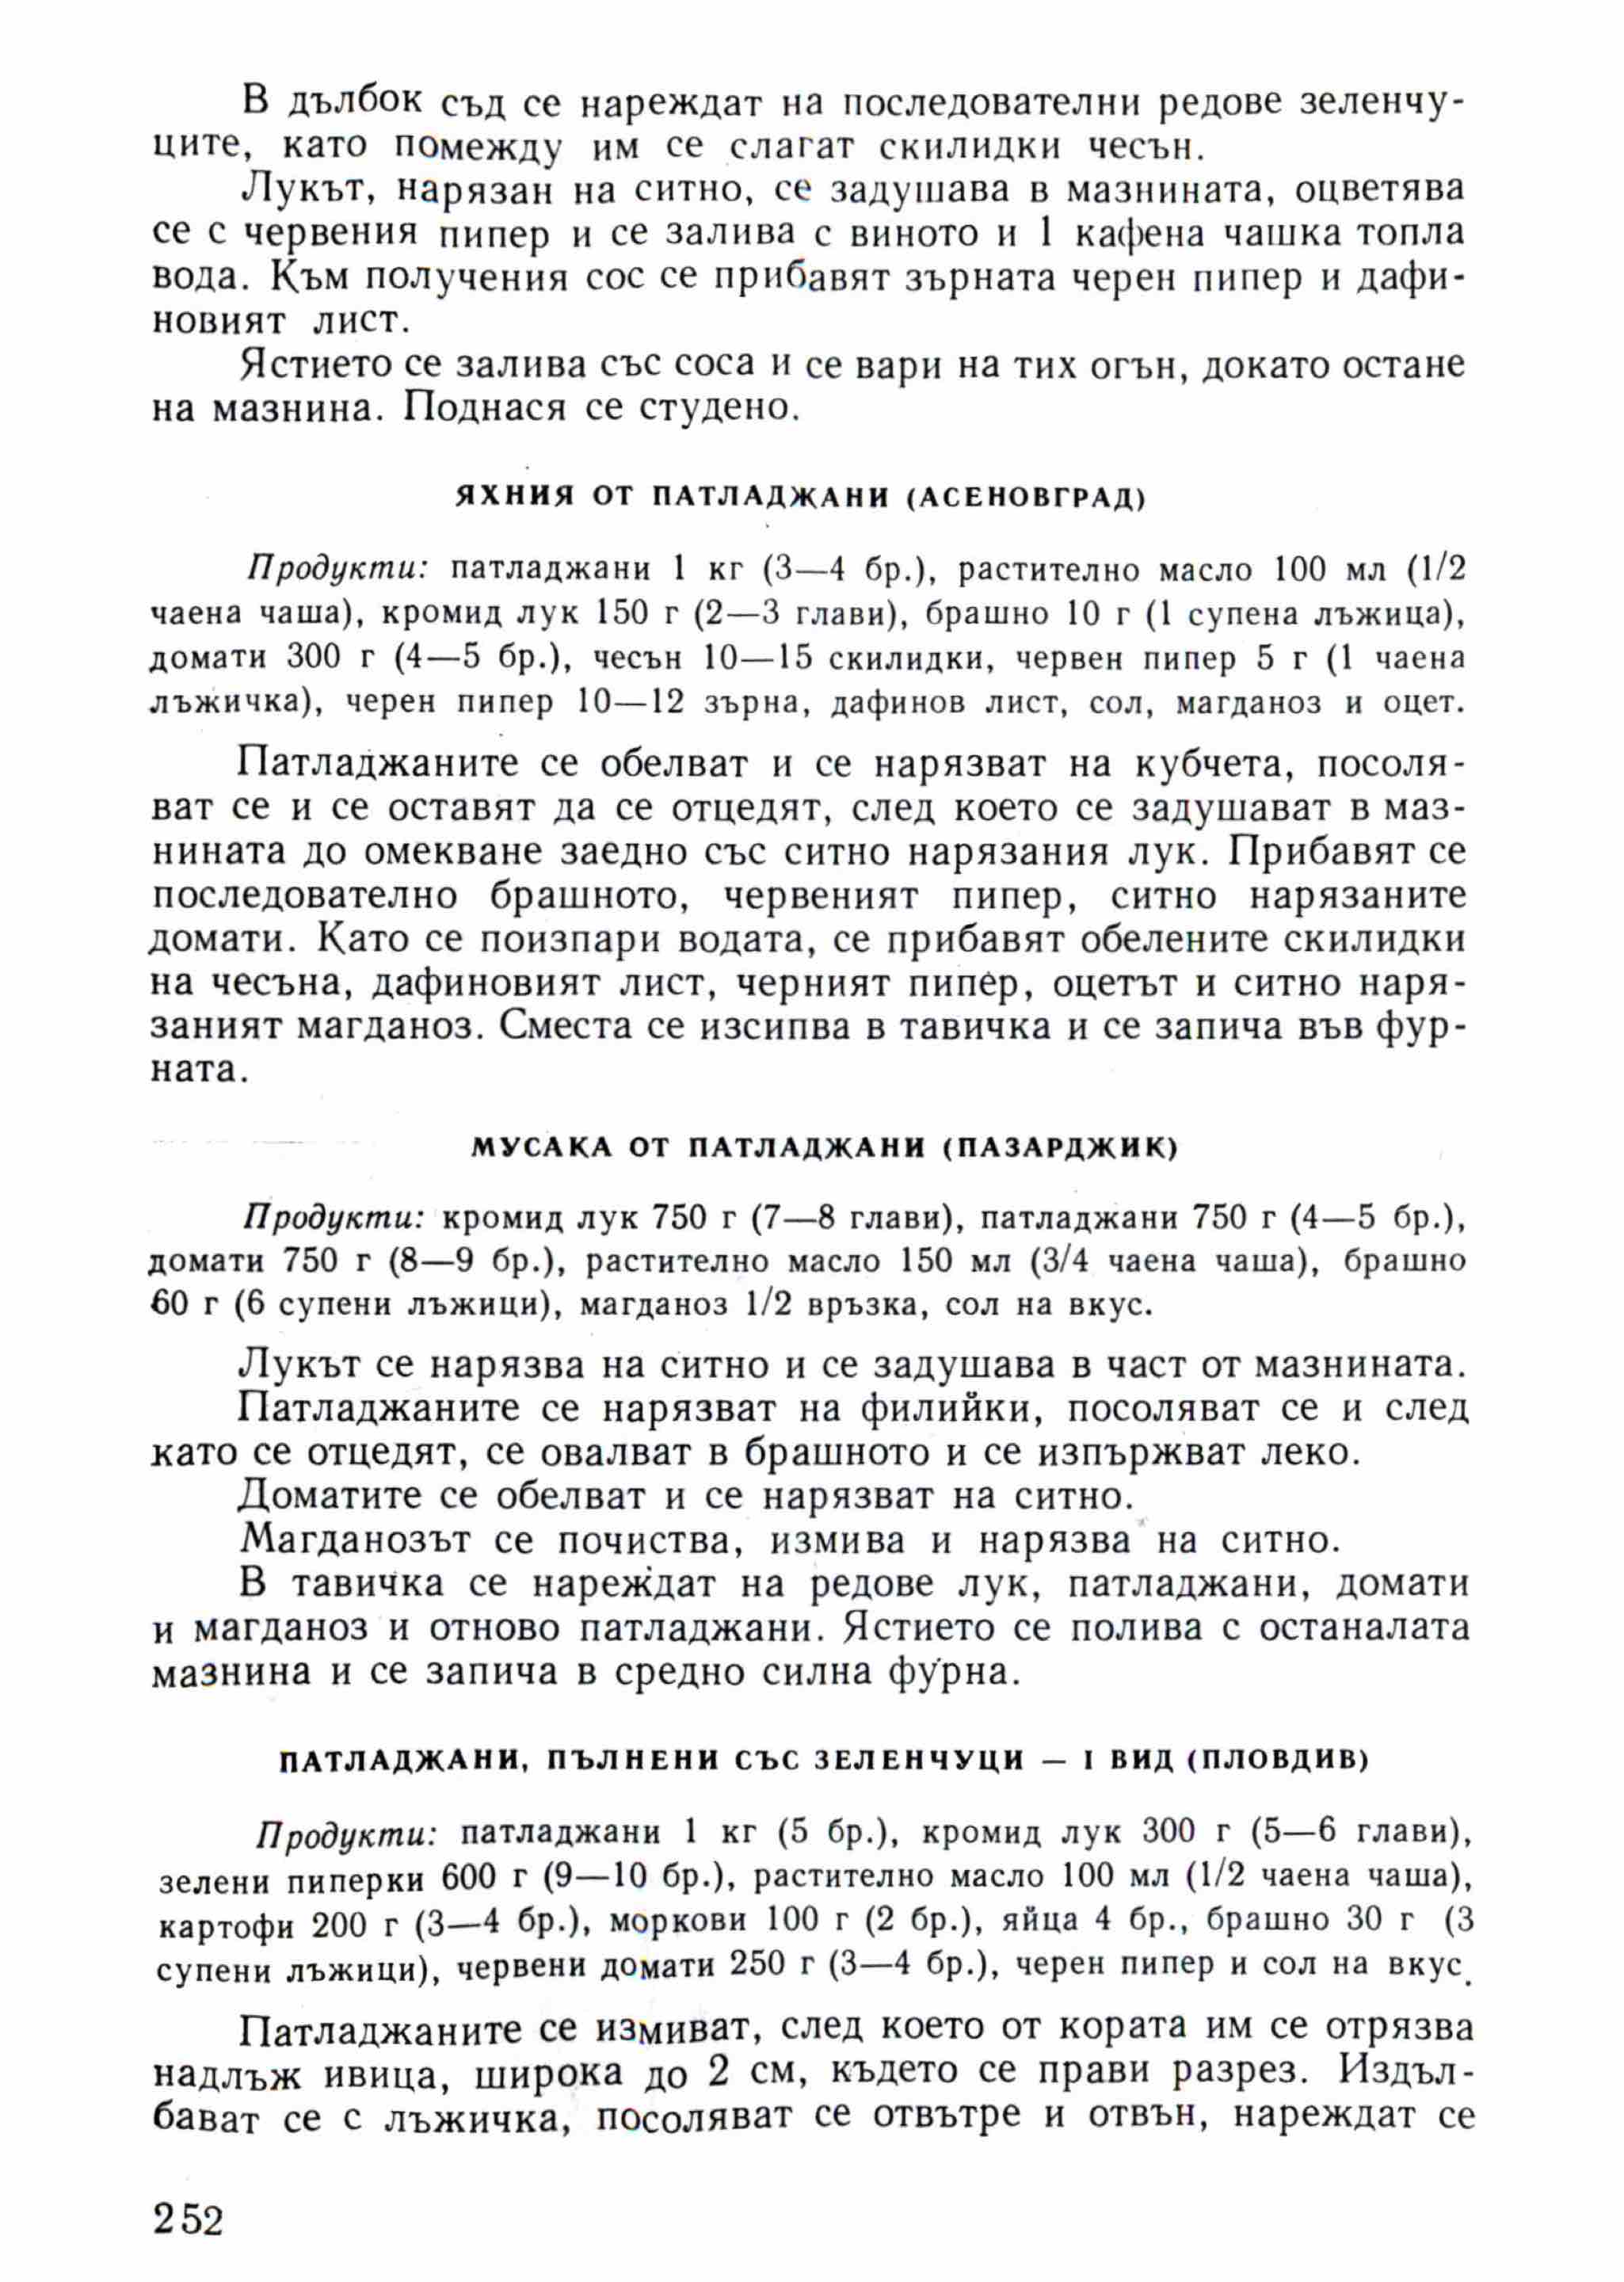 В дълбок съд се нареждат на последователни редове зеленчу-
ците, като помежду им се слагат скилидки чесън.
Лукът, нарязан на ситно, се задушава в мазнината, оцветява
се с червения пипер и се залива с виното и 1 кафена чашка топла
вода. Към получения сос се прибавят зърната черен пипер и дафи-
новият лист.
Ястието се залива със соса и се вари на тих огън, докато остане
на мазнина. Поднася се студено.
ЯХНИЯ ОТ ПАТЛАДЖАНИ (АСЕНОВГРАД)
Продукти: патладжани 1 кг (3—4 бр.), растително масло 100 мл (1/2
чаена чаша), кромид лук 150 г (2—3 глави), брашно 10 г (1 супена лъжица),
домати 300 г (4—5 бр.), чесън 10—15 скилидки, червен пипер 5 г (1 чаена
лъжичка), черен пипер 10—12 зърна, дафинов лист, сол, магданоз и оцет.
Патладжаните се обелват и се нарязват на кубчета, посоля-
ват се и се оставят да се отцедят, след което се задушават в маз-
нината до омекване заедно със ситно нарязания лук. Прибавят се
последователно брашното, червеният пипер, ситно нарязаните
домати. Като се поизпари водата, се прибавят обелените скилидки
на чесъна, дафиновият лист, черният пипер, оцетът и ситно наря-
заният магданоз. Сместа се изсипва в тавичка и се запича във фур-
ната.
МУСАКА ОТ ПАТЛАДЖАНИ (ПАЗАРДЖИК)
Продукти: кромид лук 750 г (7—8 глави), патладжани 750 г (4—5 бр.),
домати 750 г (8—9 бр.), растително масло 150 мл (3/4 чаена чаша), брашно
60 г (6 супени лъжици), магданоз 1/2 връзка, сол на вкус.
Лукът се нарязва на ситно и се задушава в част от мазнината.
Патладжаните се нарязват на филийки, посоляват се и след
като се отцедят, се овалват в брашното и се изпържват леко.
Доматите се обелват и се нарязват на ситно.
Магданозът се почиства, измива и нарязва на ситно.
В тавичка се нареждат на редове лук, патладжани, домати
и магданоз и отново патладжани. Ястието се полива с останалата
мазнина и се запича в средно силна фурна.
ПАТЛАДЖАНИ, ПЪЛНЕНИ СЪС ЗЕЛЕНЧУЦИ — I ВИД (ПЛОВДИВ)
Продукти: патладжани 1 кг (5 бр.), кромид лук 300 г (5—6 глави),
зелени пиперки 600 г (9—10 бр.), растително масло 100 мл (1/2 чаена чаша),
картофи 200 г (3—4 бр.), моркови 100 г (2 бр.), яйца 4 бр., брашно 30 г (3
супени лъжици), червени домати 250 г (3—4 бр.), черен пипер и сол на вкус.
Патладжаните се измиват, след което от кората им се отрязва
надлъж ивица, широка до 2 см, където се прави разрез. Издъл-
бават се с лъжичка, посоляват се отвътре и отвън, нареждат се
252